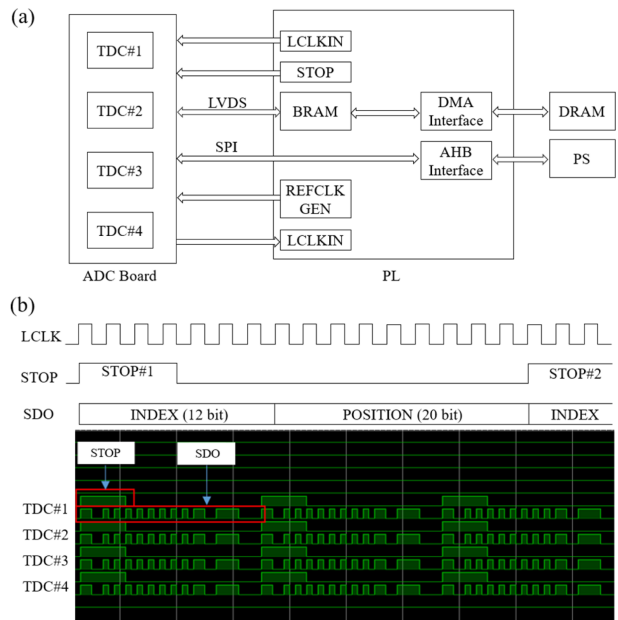 (a)
TDC#1
TDC#2
TDC#3
TDC#4
ADC Board
LVDS
SPI
LCLKIN
STOP
BRAM
REFCLK
GEN
LCLKIN
DMA
Interface
AHB
Interface
PL
DRAM
PS
(b)
LCLK
STOP
STOP#1
STOP#2
SDO
INDEX (12 bit)
POSITION (20 bit)
INDEX
STOP
SDO
TDC#1
TDC#2
TDC#3
TDC#4